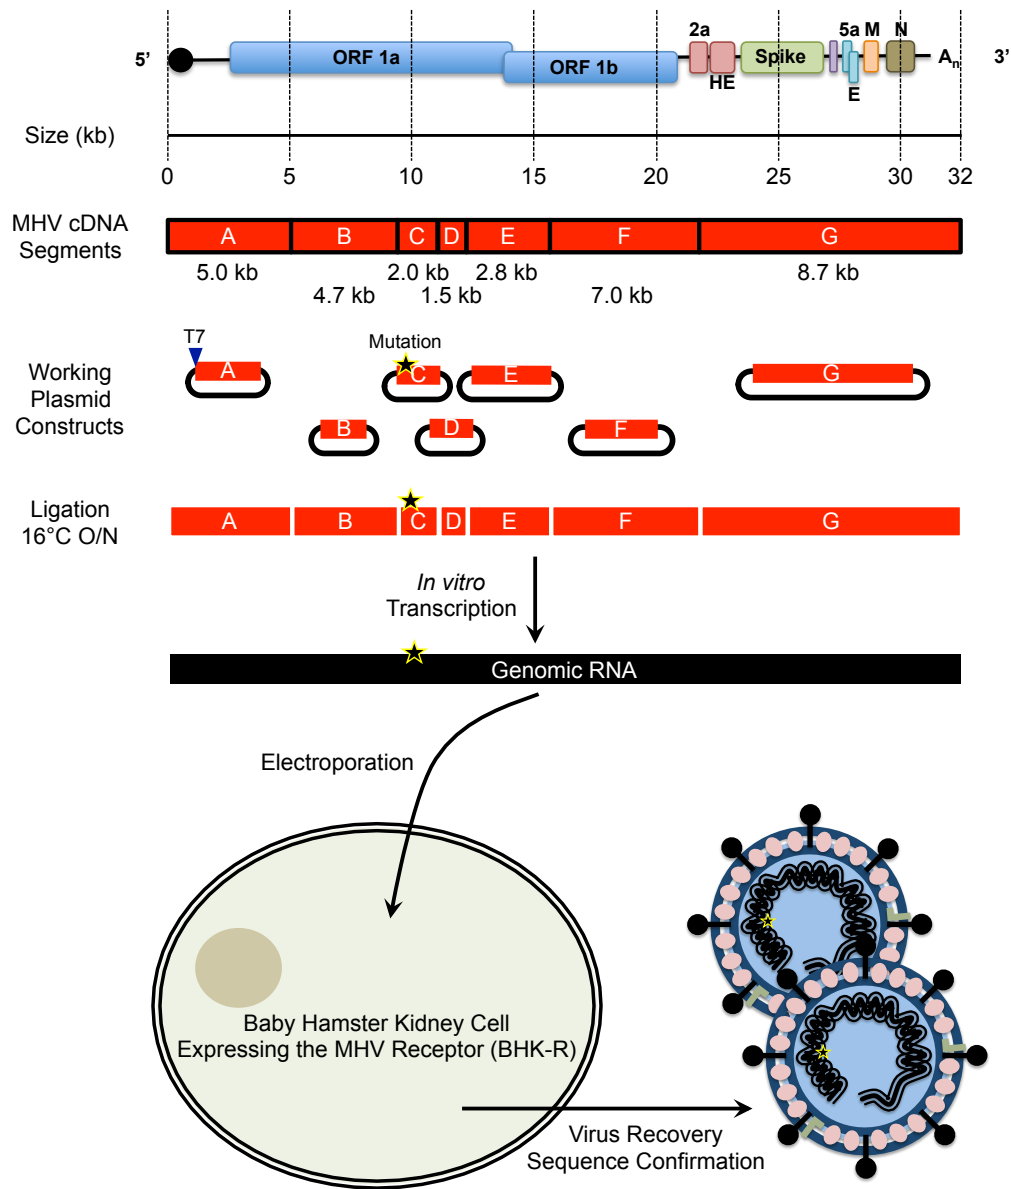 2a 5a M N
5’ ORF 1a ORF 1b HE Spike E An 3’
Size (kb)
0 5 10 15 20 25 30 32
MHV cDNA
Segments
A B C D E F G
5.0 kb 2.0 kb 2.8 kb 8.7 kb
4.7 kb 1.5 kb 7.0 kb
T7
Mutation
Working
Plasmid
Constructs
A C E G
B D F
Ligation
16°C O/N
A B C D E F G
In vitro
Transcription
Genomic RNA
Electroporation
Baby Hamster Kidney Cell
Expressing the MHV Receptor (BHK-R)
Virus Recovery
Sequence Confirmation